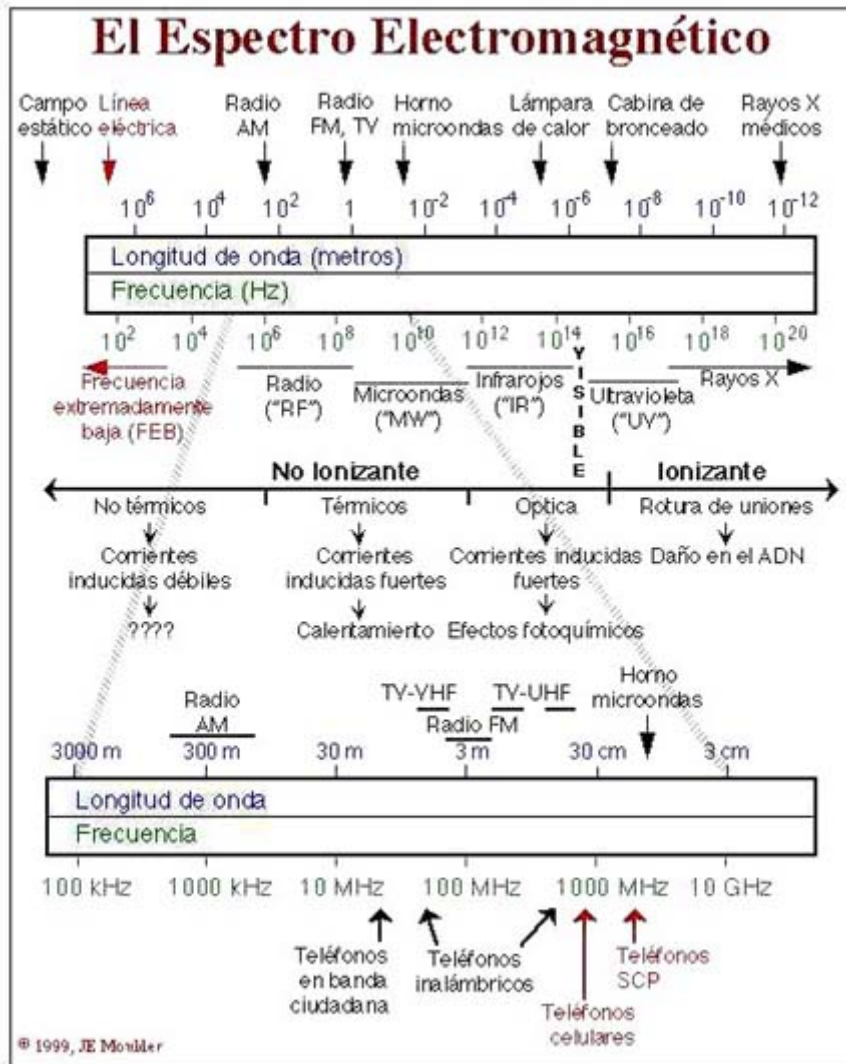 El Espectro Electromagnético
Campo estático
Línea eléctrica
Radio AM
Radio FM, TV
Horno microondas
Lámpara de calor
Cabina de bronceado
Rayos X médicos
10^6 10^4 10^2 1 10^-2 10^-4 10^-6 10^-8 10^-10 10^-12
Longitud de onda (metros)
Frecuencia (Hz)
10^2 10^4 10^6 10^8 10^10 10^12 10^14 10^16 10^18 10^20
Frecuencia
extremadamente
baja (FEB)
Radio
("RF")
Microondas
("MW")
Infrarojos
("IR")
VISIBLE
Ultravioleta
("UV")
Rayos X
No Ionizante
Ionizante
No térmicos
Corrientes
inducidas débiles
????
Térmicos
Corrientes
inducidas fuertes
Calentamiento
Optica
Corrientes inducidas
fuertes
Efectos fotoquímicos
Rotura de uniones
Daño en el ADN
Radio
AM
TV-VHF
TV-UHF
Radio FM
Horno
microondas
3000 m 300 m 30 m 3 m 30 cm 3 cm
Longitud de onda
Frecuencia
100 kHz 1000 kHz 10 MHz 100 MHz 1000 MHz 10 GHz
Teléfonos
en banda
ciudadana
Teléfonos
inalámbricos
Teléfonos
celulares
Teléfonos
SCP
© 1999, JE Moulder